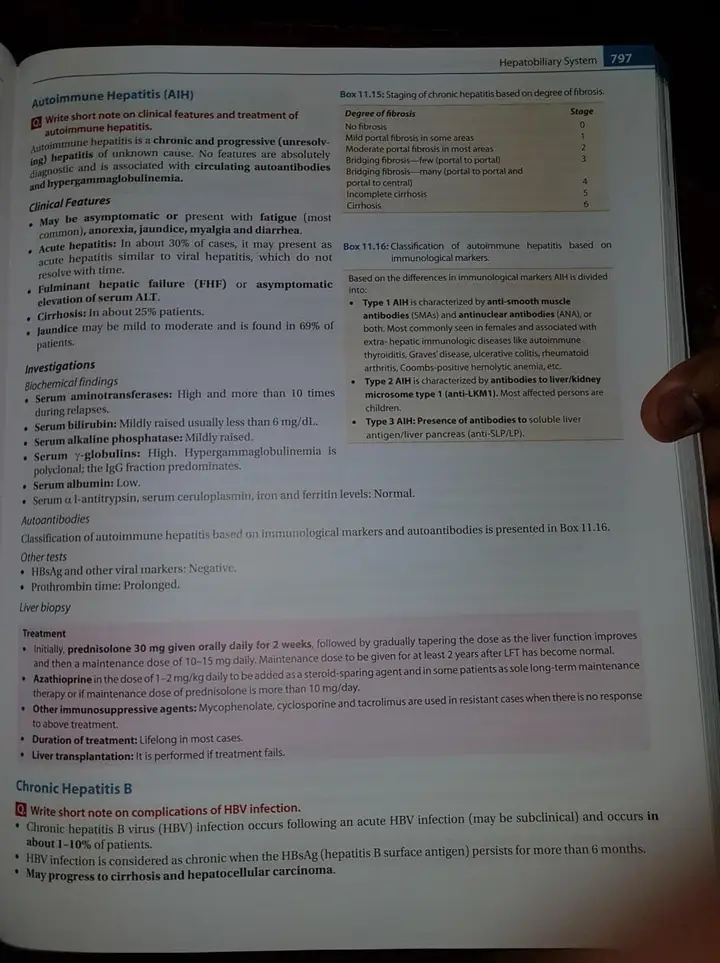 Hepatobiliary System 797
Autoimmune Hepatitis (AIH)
Q Write short note on clinical features and treatment of
autoimmune hepatitis.
Autoimmune hepatitis is a chronic and progressive (unresolv-
ing) hepatitis of unknown cause. No features are absolutely
diagnostic and is associated with circulating autoantibodies
and hypergammaglobulinemia.
Clinical Features
• May be asymptomatic or present with fatigue (most
common), anorexia, jaundice, myalgia and diarrhea.
• Acute hepatitis: In about 30% of cases, it may present as
acute hepatitis similar to viral hepatitis, which do not
resolve with time.
• Fulminant hepatic failure (FHF) or asymptomatic
elevation of serum ALT.
• Cirrhosis: In about 25% patients.
• Jaundice may be mild to moderate and is found in 69% of
patients.
Investigations
Biochemical findings
• Serum aminotransferases: High and more than 10 times
during relapses.
• Serum bilirubin: Mildly raised usually less than 6 mg/dL.
• Serum alkaline phosphatase: Mildly raised.
• Serum γ-globulins: High. Hypergammaglobulinemia is
polyclonal; the IgG fraction predominates.
• Serum albumin: Low.
• Serum α l-antitrypsin, serum ceruloplasmin, iron and ferritin levels: Normal.
Box 11.15: Staging of chronic hepatitis based on degree of fibrosis.
Degree of fibrosis Stage
No fibrosis 0
Mild portal fibrosis in some areas 1
Moderate portal fibrosis in most areas 2
Bridging fibrosis—few (portal to portal) 3
Bridging fibrosis—many (portal to portal and
portal to central) 4
Incomplete cirrhosis 5
Cirrhosis 6
Box 11.16: Classification of autoimmune hepatitis based on
immunological markers.
Based on the differences in immunological markers AIH is divided
into:
• Type 1 AIH is characterized by anti-smooth muscle
antibodies (SMAs) and antinuclear antibodies (ANA), or
both. Most commonly seen in females and associated with
extra- hepatic immunologic diseases like autoimmune
thyroiditis, Graves' disease, ulcerative colitis, rheumatoid
arthritis, Coombs-positive hemolytic anemia, etc.
• Type 2 AIH is characterized by antibodies to liver/kidney
microsome type 1 (anti-LKM1). Most affected persons are
children.
• Type 3 AIH: Presence of antibodies to soluble liver
antigen/liver pancreas (anti-SLP/LP).
Autoantibodies
Classification of autoimmune hepatitis based on immunological markers and autoantibodies is presented in Box 11.16.
Other tests
• HBsAg and other viral markers: Negative.
• Prothrombin time: Prolonged.
Liver biopsy
Treatment
• Initially, prednisolone 30 mg given orally daily for 2 weeks, followed by gradually tapering the dose as the liver function improves
and then a maintenance dose of 10–15 mg daily. Maintenance dose to be given for at least 2 years after LFT has become normal.
• Azathioprine in the dose of 1–2 mg/kg daily to be added as a steroid-sparing agent and in some patients as sole long-term maintenance
therapy or if maintenance dose of prednisolone is more than 10 mg/day.
• Other immunosuppressive agents: Mycophenolate, cyclosporine and tacrolimus are used in resistant cases when there is no response
to above treatment.
• Duration of treatment: Lifelong in most cases.
• Liver transplantation: It is performed if treatment fails.
Chronic Hepatitis B
Q Write short note on complications of HBV infection.
• Chronic hepatitis B virus (HBV) infection occurs following an acute HBV infection (may be subclinical) and occurs in
about 1–10% of patients.
• HBV infection is considered as chronic when the HBsAg (hepatitis B surface antigen) persists for more than 6 months.
• May progress to cirrhosis and hepatocellular carcinoma.